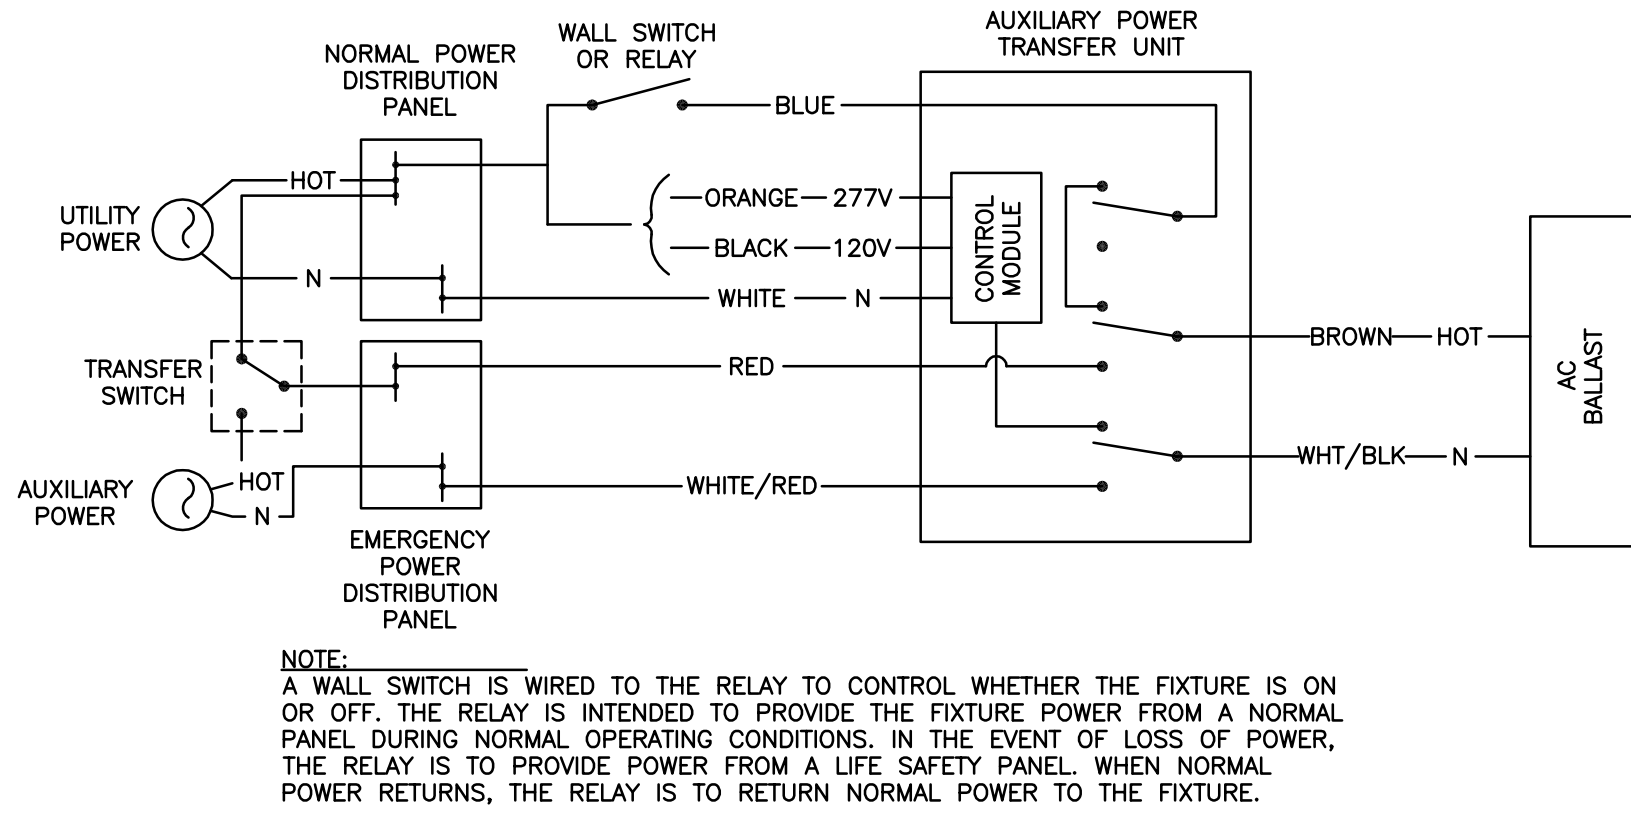 AUXILIARY POWER
TRANSFER UNIT
WALL SWITCH
OR RELAY
NORMAL POWER
DISTRIBUTION
PANEL
BLUE
HOT
ORANGE 277V
UTILITY
POWER
BLACK 120V
CONTROL
MODULE
N
WHITE N
BROWN HOT
AC
BALLAST
TRANSFER
SWITCH
RED
WHT/BLK N
AUXILIARY
POWER
HOT
N
WHITE/RED
EMERGENCY
POWER
DISTRIBUTION
PANEL
NOTE:
A WALL SWITCH IS WIRED TO THE RELAY TO CONTROL WHETHER THE FIXTURE IS ON
OR OFF. THE RELAY IS INTENDED TO PROVIDE THE FIXTURE POWER FROM A NORMAL
PANEL DURING NORMAL OPERATING CONDITIONS. IN THE EVENT OF LOSS OF POWER,
THE RELAY IS TO PROVIDE POWER FROM A LIFE SAFETY PANEL. WHEN NORMAL
POWER RETURNS, THE RELAY IS TO RETURN NORMAL POWER TO THE FIXTURE.